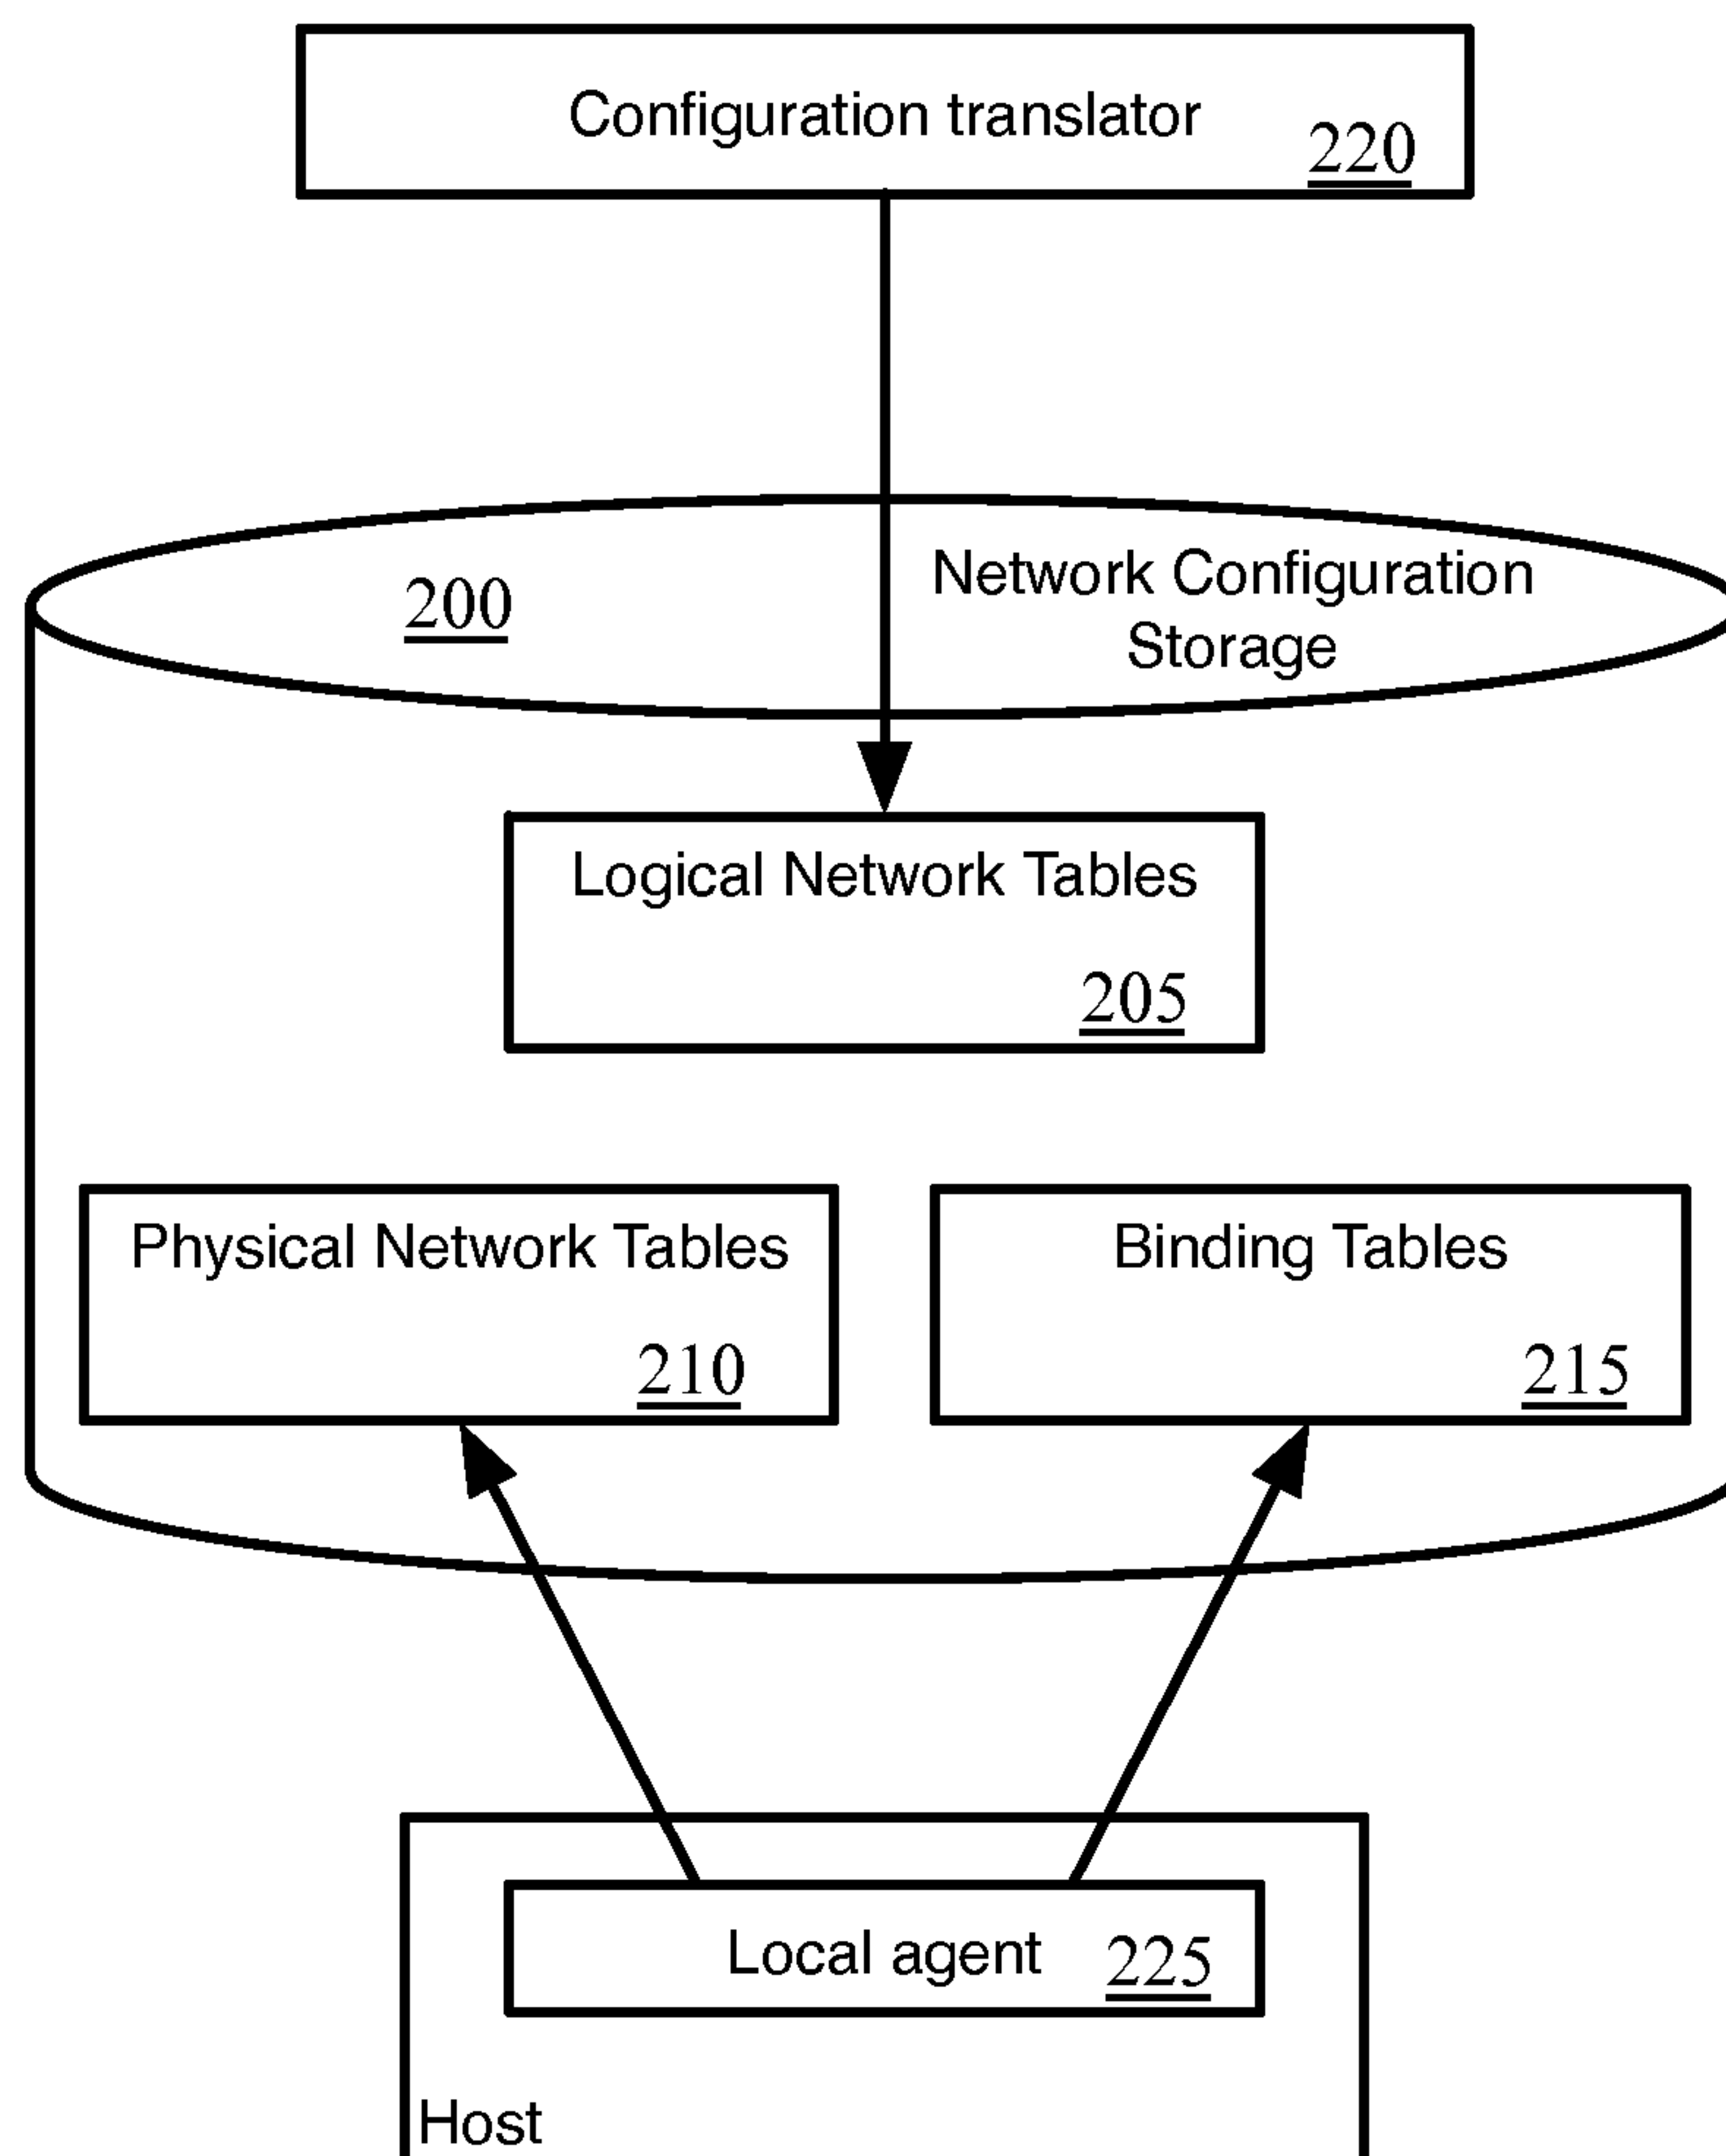 Configuration translator
220
200
Network Configuration
Storage
Logical Network Tables
205
Physical Network Tables
210
Binding Tables
215
Local agent
225
Host